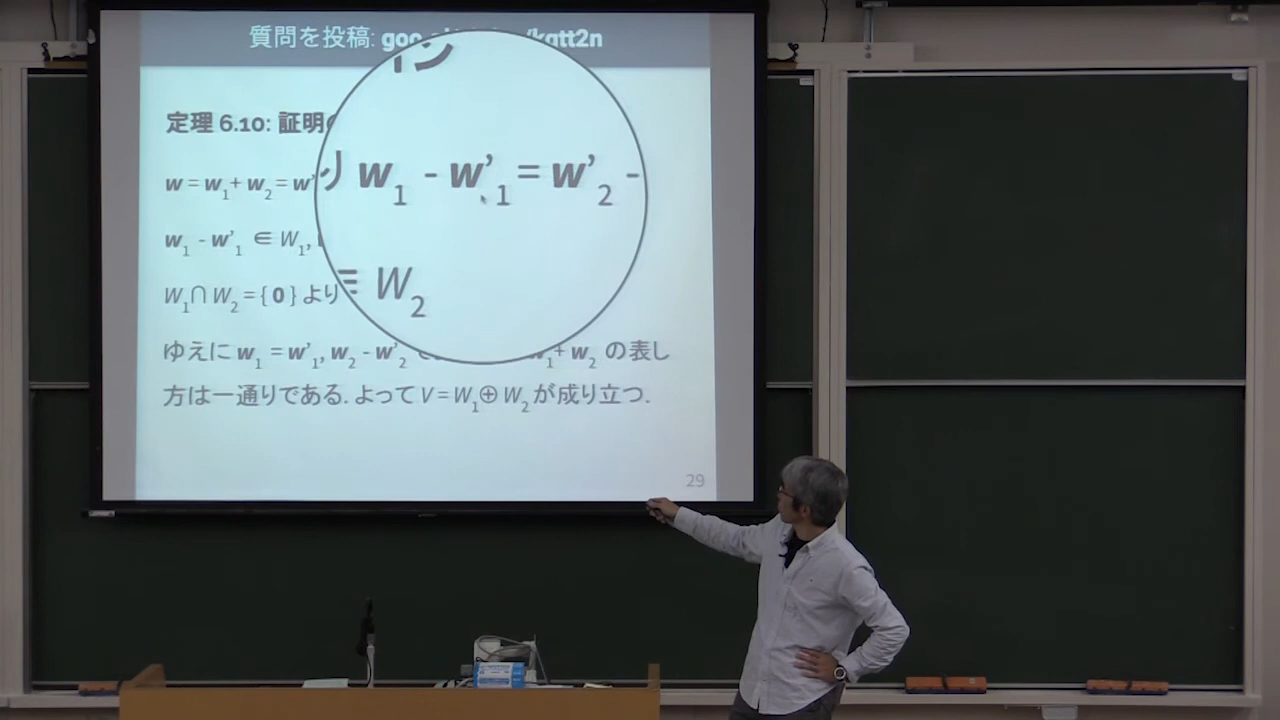 質問を投稿: goo /kqtt2n
定理 6.10: 証明
w = w₁+ w₂ = w'
り w₁ - w'₁ = w'₂ -
w₁ - w'₁ ∈ W₁,
∈ W₂
W₁∩ W₂ = { 0 } より
ゆえに w₁ = w'₁, w₂ - w'₂ w₁+ w₂ の表し
方は一通りである. よって V = W₁⊕ W₂ が成り立つ.
29